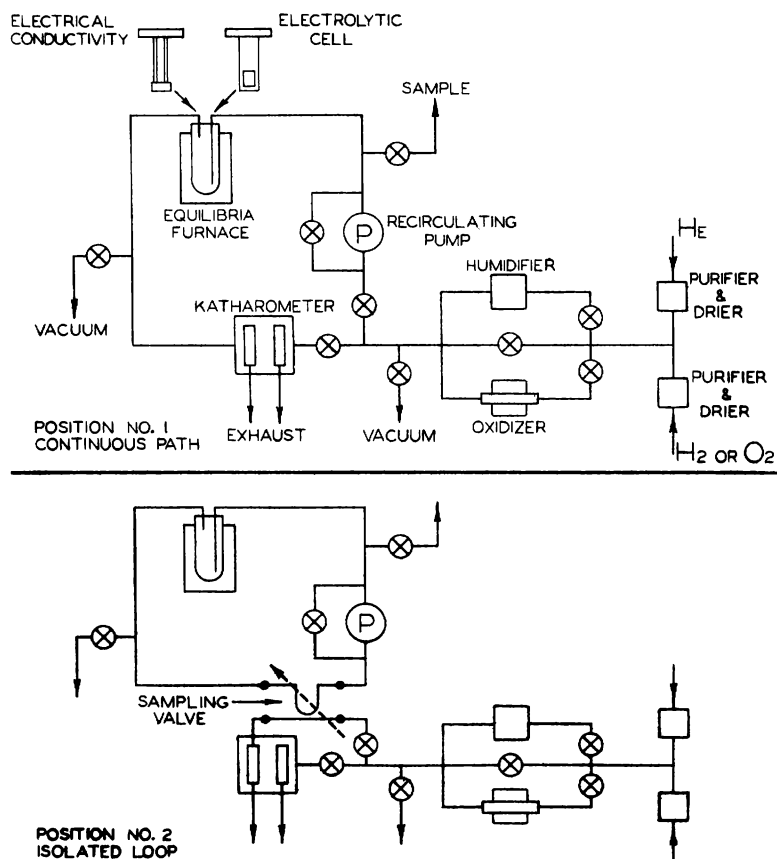 ELECTRICAL
CONDUCTIVITY
ELECTROLYTIC
CELL
SAMPLE
EQUILIBRIA
FURNACE
P
RECIRCULATING
PUMP
HE
HUMIDIFIER
PURIFIER
&
DRIER
VACUUM
KATHAROMETER
PURIFIER
&
DRIER
POSITION NO. 1
CONTINUOUS PATH
EXHAUST
VACUUM
OXIDIZER
H2 OR O2
P
SAMPLING
VALVE
POSITION NO. 2
ISOLATED LOOP